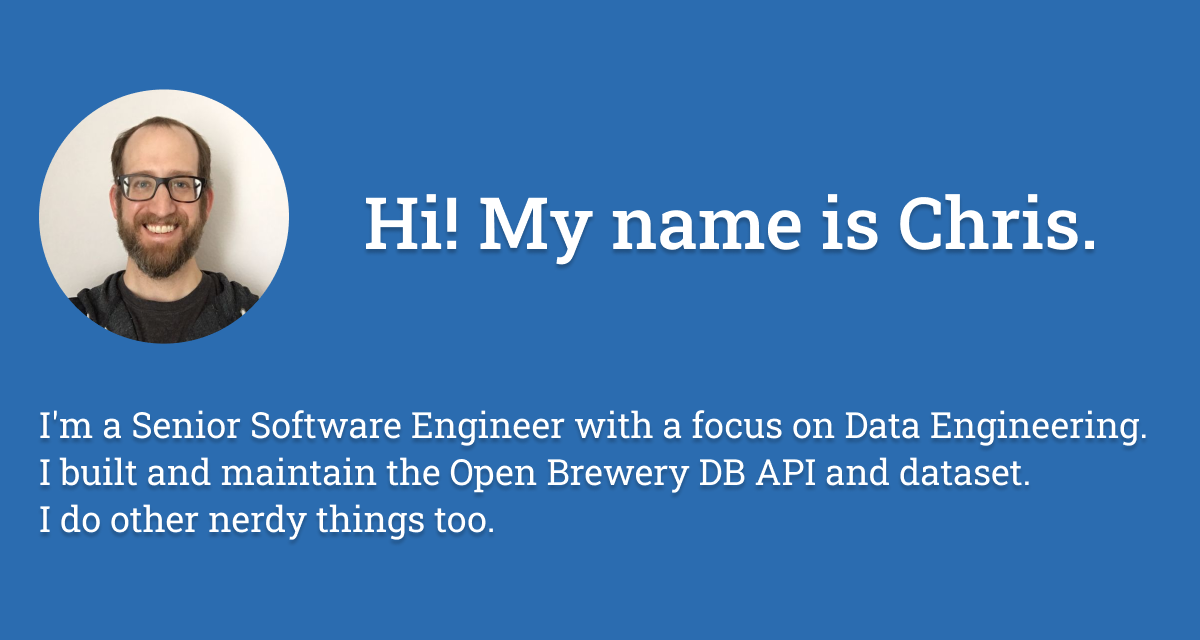 Hi! My name is Chris.
I'm a Senior Software Engineer with a focus on Data Engineering.
I built and maintain the Open Brewery DB API and dataset.
I do other nerdy things too.